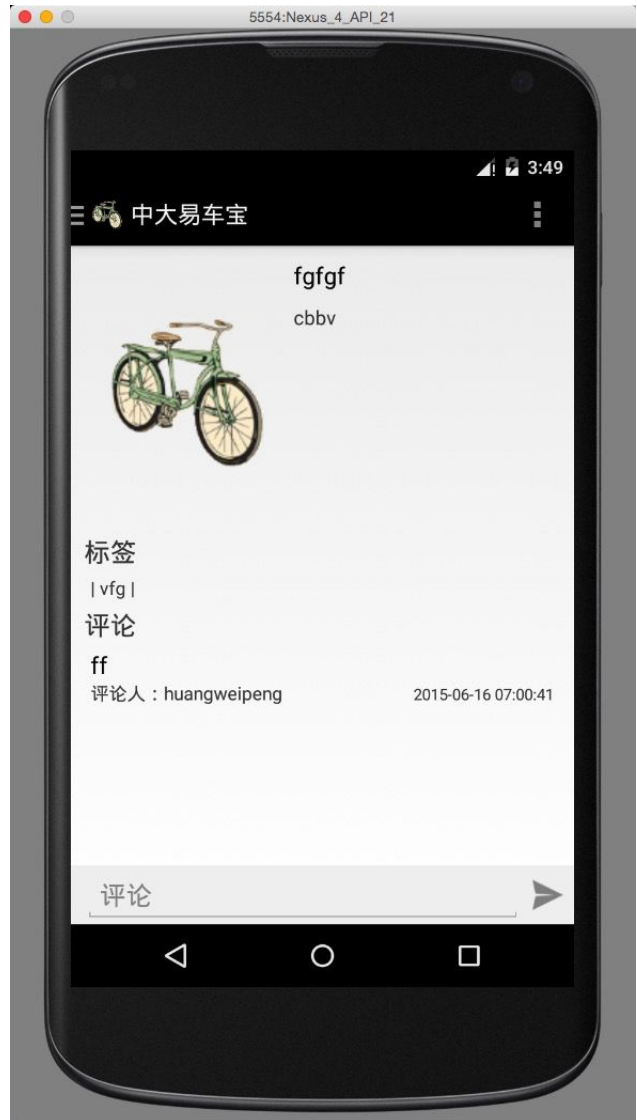 5554:Nexus_4_API_21
3:49
中大易车宝
fgfgf
cbbv
标签
| vfg |
评论
ff
评论人：huangweipeng 2015-06-16 07:00:41
评论